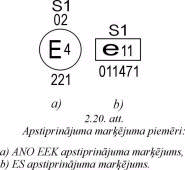 S1
02
E4
221
S1
e11
011471
a) b)
2.20. att.
Apstiprinājuma marķējuma piemēri:
a) ANO EEK apstiprinājuma marķējums,
b) ES apstiprinājuma marķējums.